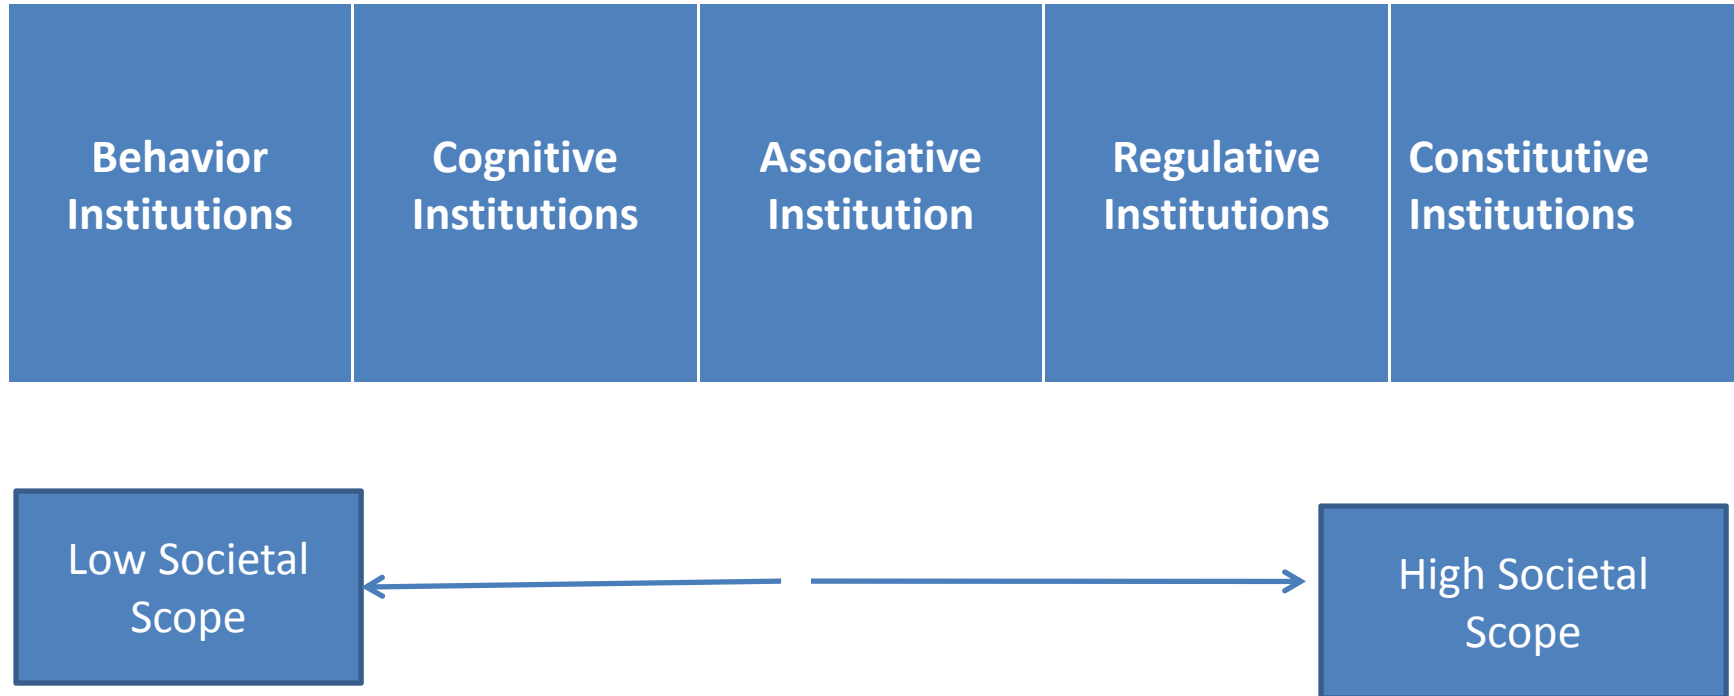 Behavior
Institutions
Cognitive
Institutions
Associative
Institution
Regulative
Institutions
Constitutive
Institutions
Low Societal
Scope
High Societal
Scope